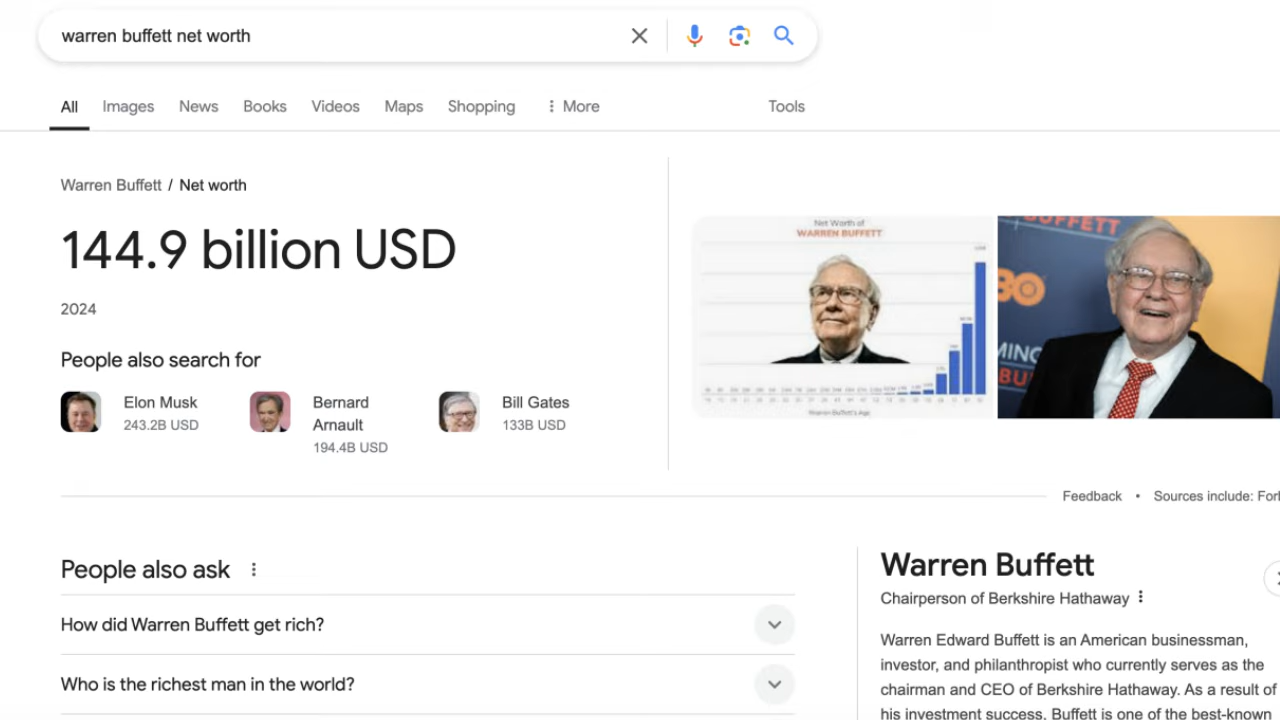 warren buffett net worth
All Images News Books Videos Maps Shopping More Tools
Warren Buffett / Net worth
144.9 billion USD
2024
People also search for
Elon Musk
243.2B USD
Bernard
Arnault
194.4B USD
Bill Gates
133B USD
Net Worth of
WARREN BUFFETT
Warren Buffett's Age
BUFFETT
Feedback • Sources include:
People also ask
How did Warren Buffett get rich?
Who is the richest man in the world?
Warren Buffett
Chairperson of Berkshire Hathaway
Warren Edward Buffett is an American businessman,
investor, and philanthropist who currently serves as the
chairman and CEO of Berkshire Hathaway. As a result of
his investment success, Buffett is one of the best-known